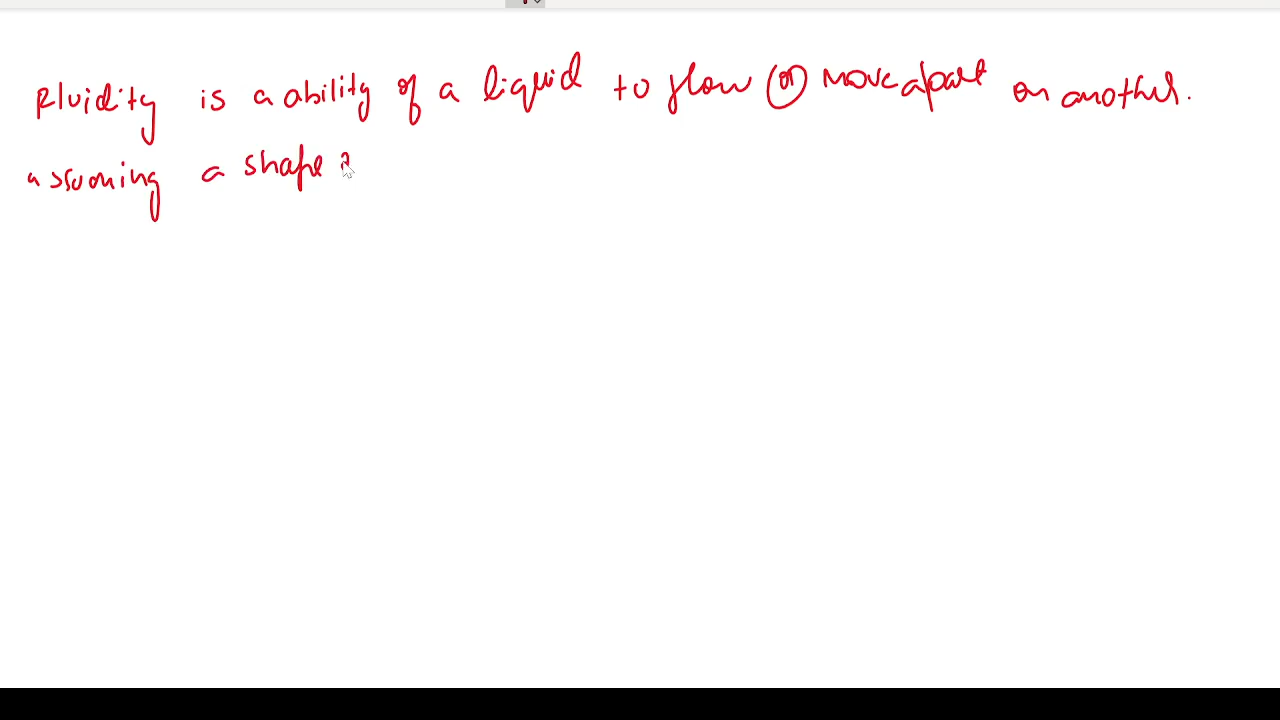 Fluidity is a ability of a liquid to flow or move apart on another.
assuming a shape